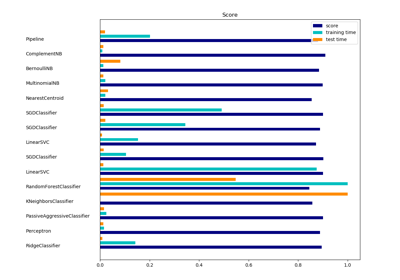 Score
score
training time
test time
Pipeline
ComplementNB
BernoulliNB
MultinomialNB
NearestCentroid
SGDClassifier
SGDClassifier
LinearSVC
SGDClassifier
LinearSVC
RandomForestClassifier
KNeighborsClassifier
PassiveAggressiveClassifier
Perceptron
RidgeClassifier
0.0 0.2 0.4 0.6 0.8 1.0